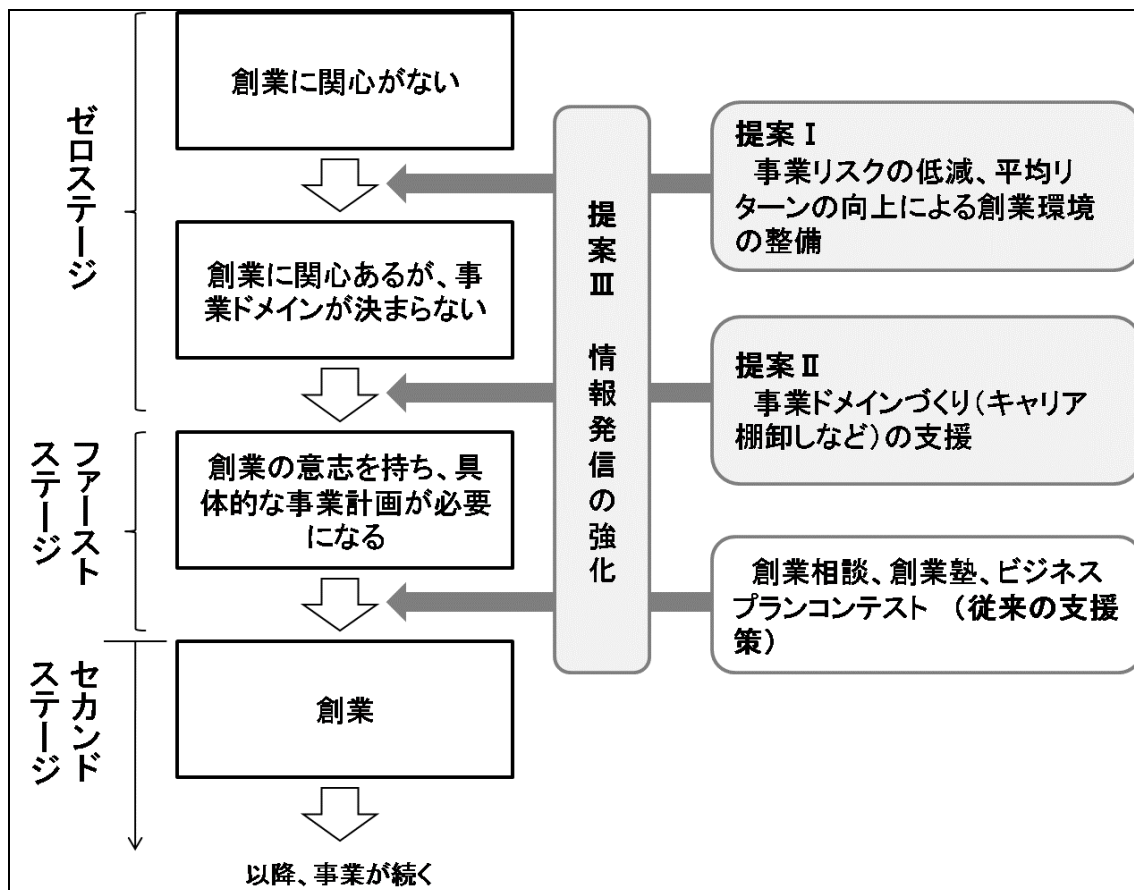 ゼロステージ
創業に関心がない
創業に関心あるが、事
業ドメインが決まらない
ファースト
ステージ
創業の意志を持ち、具
体的な事業計画が必要
になる
セカンド
ステージ
創業
以降、事業が続く
提案Ⅲ 情報発信の強化
提案Ⅰ
事業リスクの低減、平均リ
ターンの向上による創業環境
の整備
提案Ⅱ
事業ドメインづくり(キャリア
棚卸しなど)の支援
創業相談、創業塾、ビジネス
プランコンテスト (従来の支援
策)